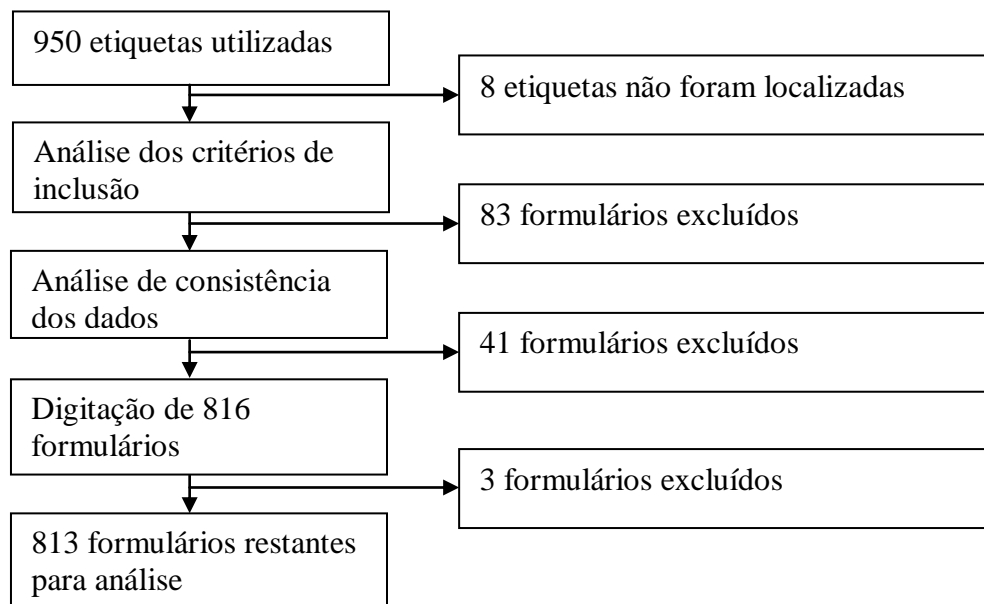 950 etiquetas utilizadas
8 etiquetas não foram localizadas
Análise dos critérios de
inclusão
83 formulários excluídos
Análise de consistência
dos dados
41 formulários excluídos
Digitação de 816
formulários
3 formulários excluídos
813 formulários restantes
para análise